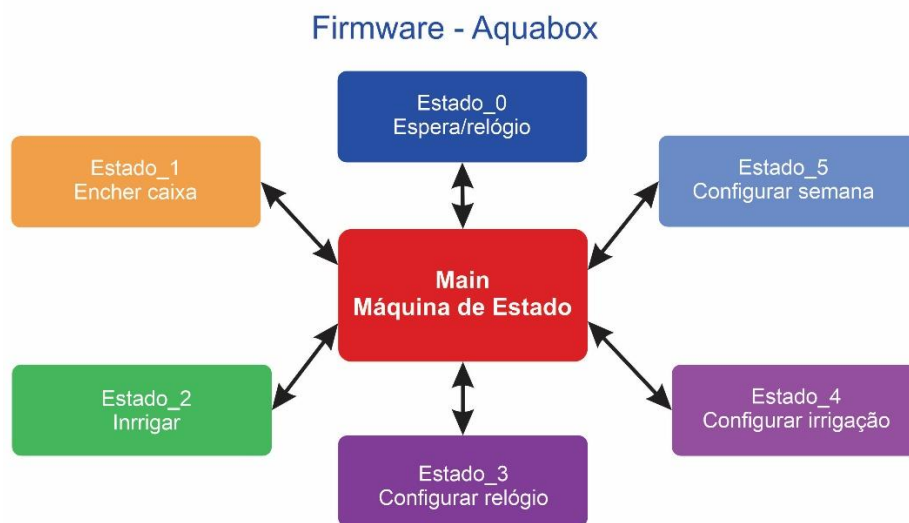 Firmware - Aquabox
Estado_0
Espera/relógio
Estado_1
Encher caixa
Estado_5
Configurar semana
Main
Máquina de Estado
Estado_2
Inrrigar
Estado_4
Configurar irrigação
Estado_3
Configurar relógio